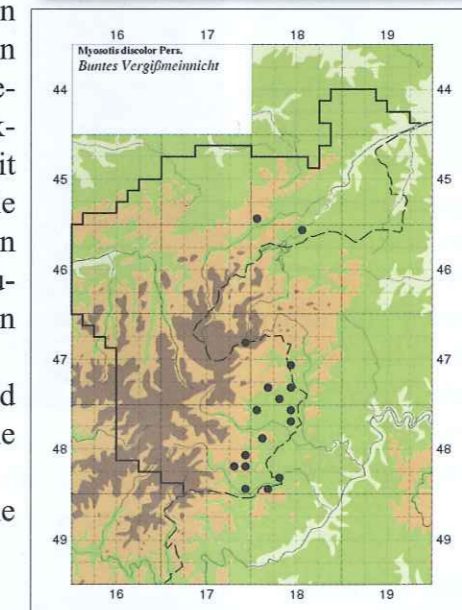 n
n
e-
k-
it
e
n
u-
n
d
e
e
Myosotis discolor Pers.
Buntes Vergißmeinnicht
16 17 18 19
44 44
45 45
46 46
47 47
48 48
49 49
16 17 18 19